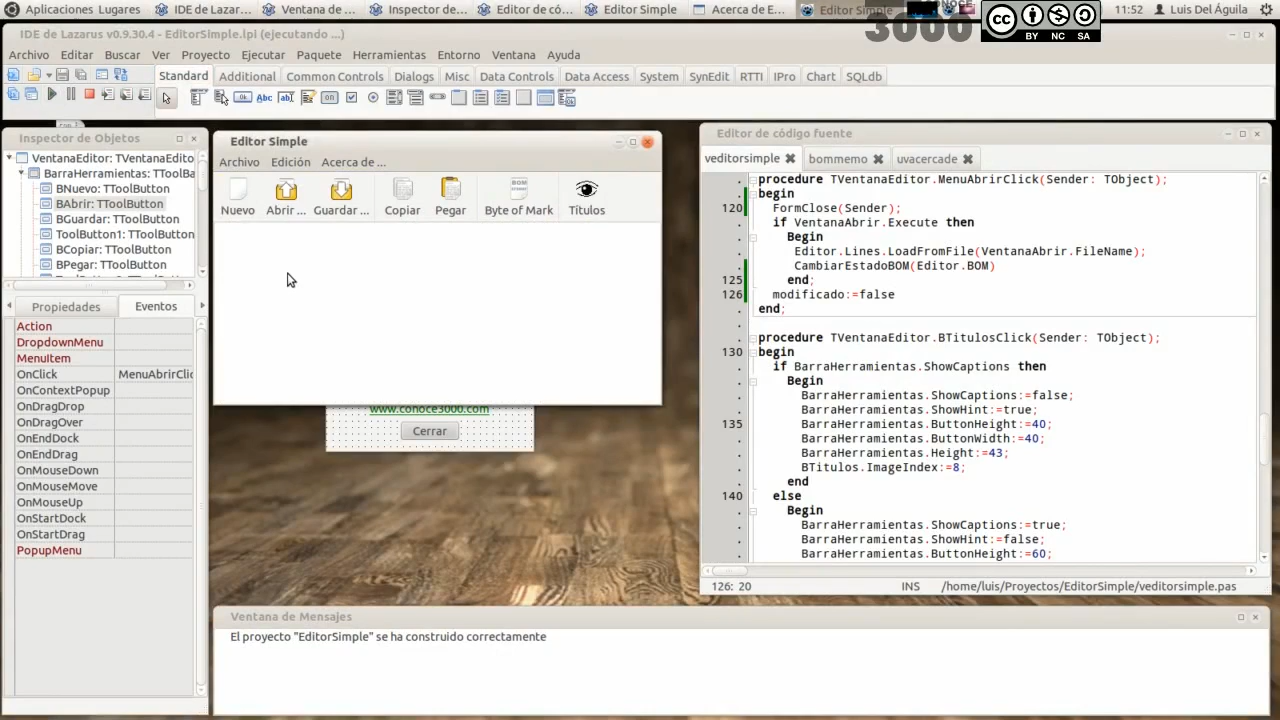 Aplicaciones Lugares
IDE de Lazar...
Ventana de ...
Inspector de...
Editor de có...
Editor Simple
Acerca de E...
Editor Simple
11:52
Luis Del Águila
3000
cc
BY NC SA
IDE de Lazarus v0.9.30.4 - EditorSimple.lpl (ejecutando ...)
Archivo Editar Buscar Ver Proyecto Ejecutar Paquete Herramientas Entorno Ventana Ayuda
Standard Additional Common Controls Dialogs Misc Data Controls Data Access System SynEdit RTTI IPro Chart SQLdb
Inspector de Objetos
VentanaEditor: TVentanaEdito
BarraHerramientas: TToolBa
BNuevo: TToolButton
BAbrir: TToolButton
BGuardar: TToolButton
ToolButton1: TToolButton
BCopiar: TToolButton
BPegar: TToolButton
Propiedades Eventos
Action
DropdownMenu
MenuItem
OnClick MenuAbrirClic
OnContextPopup
OnDragDrop
OnDragOver
OnEndDock
OnEndDrag
OnMouseDown
OnMouseMove
OnMouseUp
OnStartDock
OnStartDrag
PopupMenu
Editor Simple
Archivo Edición Acerca de ...
Nuevo Abrir ... Guardar ... Copiar Pegar Byte of Mark Títulos
BOM
www.conoce3000.com
Cerrar
Editor de código fuente
veditorsimple bommemo uvacercade
procedure TVentanaEditor.MenuAbrirClick(Sender: TObject);
begin
120 FormClose(Sender);
if VentanaAbrir.Execute then
Begin
Editor.Lines.LoadFromFile(VentanaAbrir.FileName);
CambiarEstadoBOM(Editor.BOM)
125 end;
126 modificado:=false
end;
procedure TVentanaEditor.BTitulosClick(Sender: TObject);
130 begin
if BarraHerramientas.ShowCaptions then
Begin
BarraHerramientas.ShowCaptions:=false;
BarraHerramientas.ShowHint:=true;
135 BarraHerramientas.ButtonHeight:=40;
BarraHerramientas.ButtonWidth:=40;
BarraHerramientas.Height:=43;
BTitulos.ImageIndex:=8;
end
140 else
Begin
BarraHerramientas.ShowCaptions:=true;
BarraHerramientas.ShowHint:=false;
BarraHerramientas.ButtonHeight:=60;
126: 20 INS /home/luis/Proyectos/EditorSimple/veditorsimple.pas
Ventana de Mensajes
El proyecto "EditorSimple" se ha construido correctamente